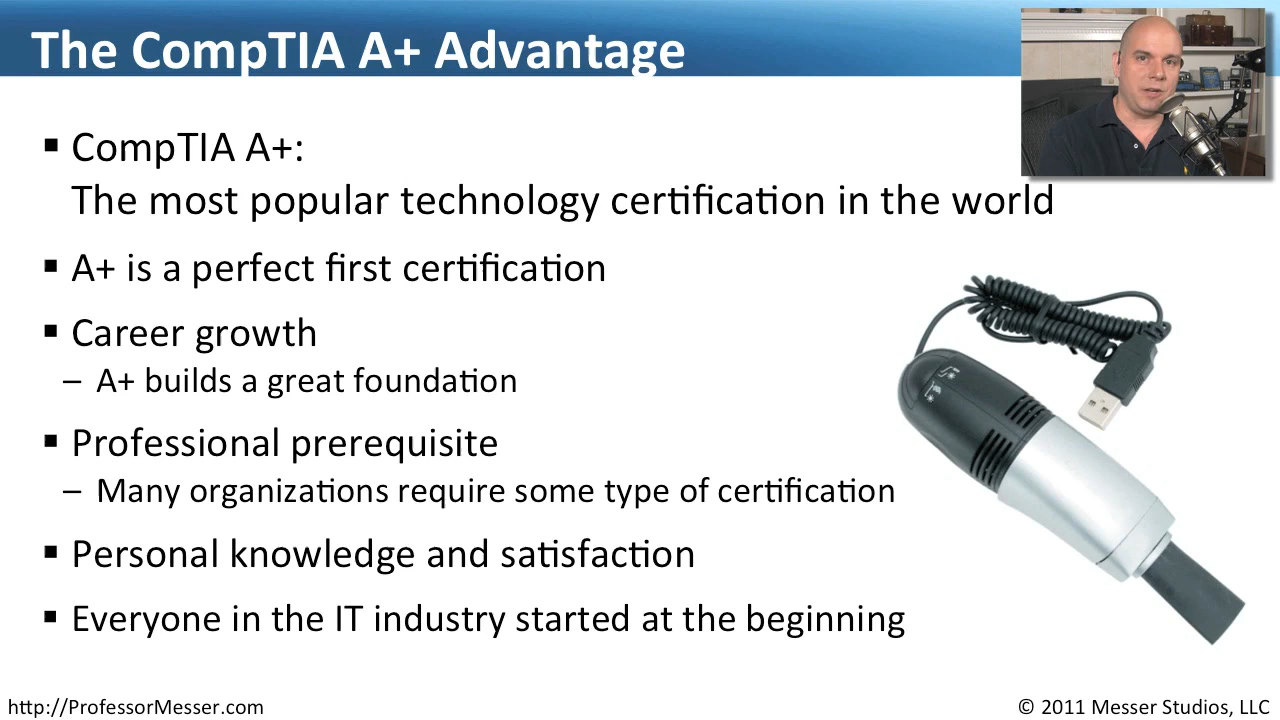 The CompTIA A+ Advantage
▪ CompTIA A+:
The most popular technology certification in the world
▪ A+ is a perfect first certification
▪ Career growth
– A+ builds a great foundation
▪ Professional prerequisite
– Many organizations require some type of certification
▪ Personal knowledge and satisfaction
▪ Everyone in the IT industry started at the beginning
http://ProfessorMesser.com
© 2011 Messer Studios, LLC